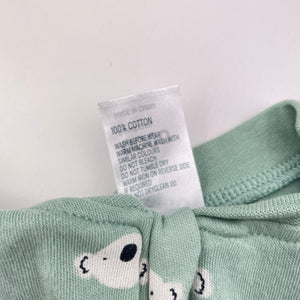 MADE IN CHINA
100% COTTON
WASH BEFORE WEAR
WARM MACHINE WASH WITH
SIMILAR COLOURS
DO NOT BLEACH
DO NOT TUMBLE DRY
WARM IRON ON REVERSE SIDE
IF REQUIRED
DO NOT DRYCLEAN